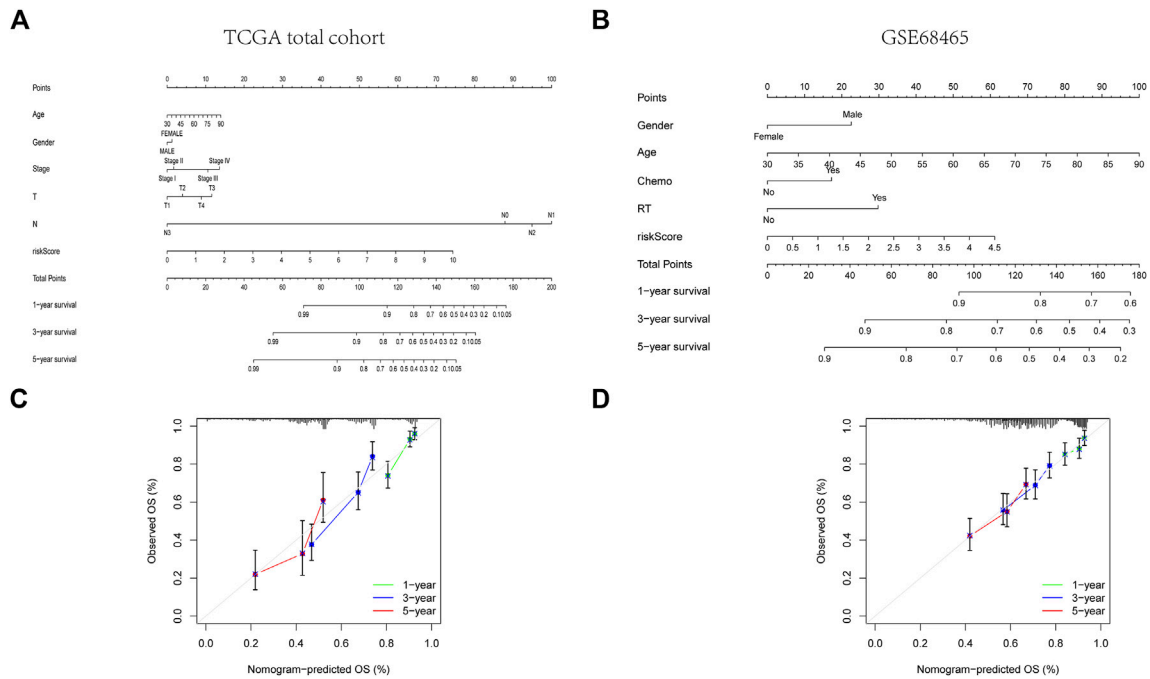 A
TCGA total cohort
Points
0 10 20 30 40 50 60 70 80 90 100
Age
30 45 60 75 90
Gender
FEMALE
MALE
Stage
Stage II Stage IV
Stage I Stage III
T
T2 T3
T1 T4
N
N0 N1
N3 N2
riskScore
0 1 2 3 4 5 6 7 8 9 10
Total Points
0 20 40 60 80 100 120 140 160 180 200
1−year survival
0.99 0.9 0.8 0.7 0.6 0.5 0.4 0.3 0.2 0.10.05
3−year survival
0.99 0.9 0.8 0.7 0.6 0.5 0.4 0.3 0.2 0.10.05
5−year survival
0.99 0.9 0.8 0.7 0.6 0.5 0.4 0.3 0.2 0.10.05
B
GSE68465
Points
0 10 20 30 40 50 60 70 80 90 100
Gender
Male
Female
Age
30 35 40 45 50 55 60 65 70 75 80 85 90
Chemo
Yes
No
RT
Yes
No
riskScore
0 0.5 1 1.5 2 2.5 3 3.5 4 4.5
Total Points
0 20 40 60 80 100 120 140 160 180
1−year survival
0.9 0.8 0.7 0.6
3−year survival
0.9 0.8 0.7 0.6 0.5 0.4 0.3
5−year survival
0.9 0.8 0.7 0.6 0.5 0.4 0.3 0.2
C
Observed OS (%)
1.0
0.8
0.6
0.4
0.2
0.0
1−year
3−year
5−year
0.0 0.2 0.4 0.6 0.8 1.0
Nomogram−predicted OS (%)
D
Observed OS (%)
1.0
0.8
0.6
0.4
0.2
0.0
1−year
3−year
5−year
0.0 0.2 0.4 0.6 0.8 1.0
Nomogram−predicted OS (%)